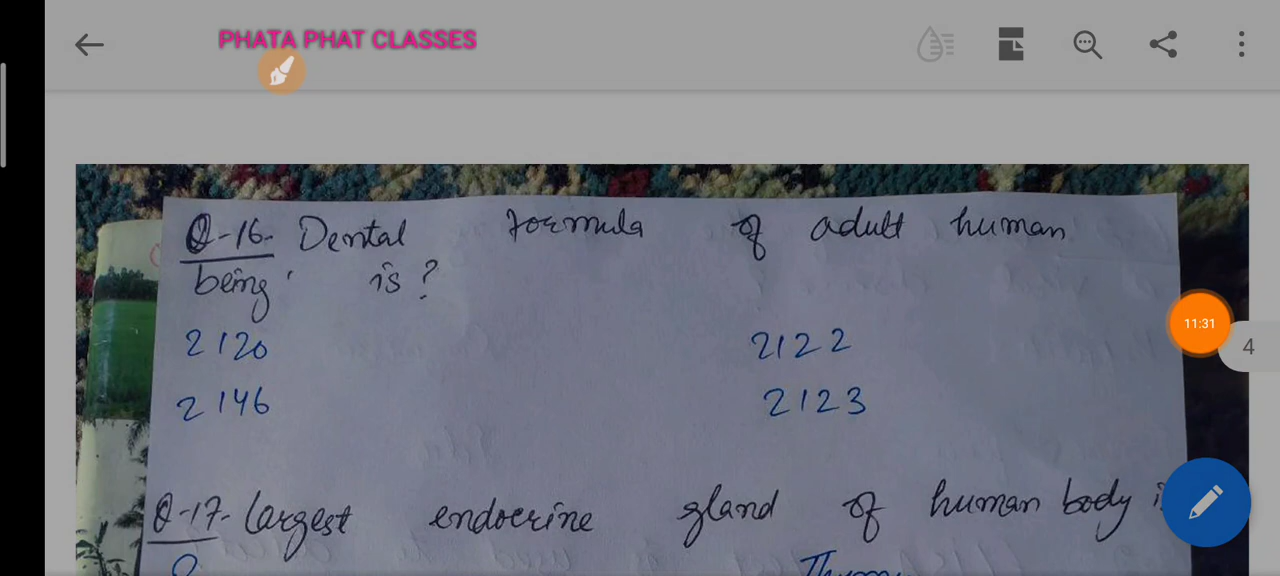 PHATA PHAT CLASSES
Q-16. Dental formula of adult human
being is?
2120 2122
2146 2123
Q-17. Largest endocrine gland of human body
11:31
4